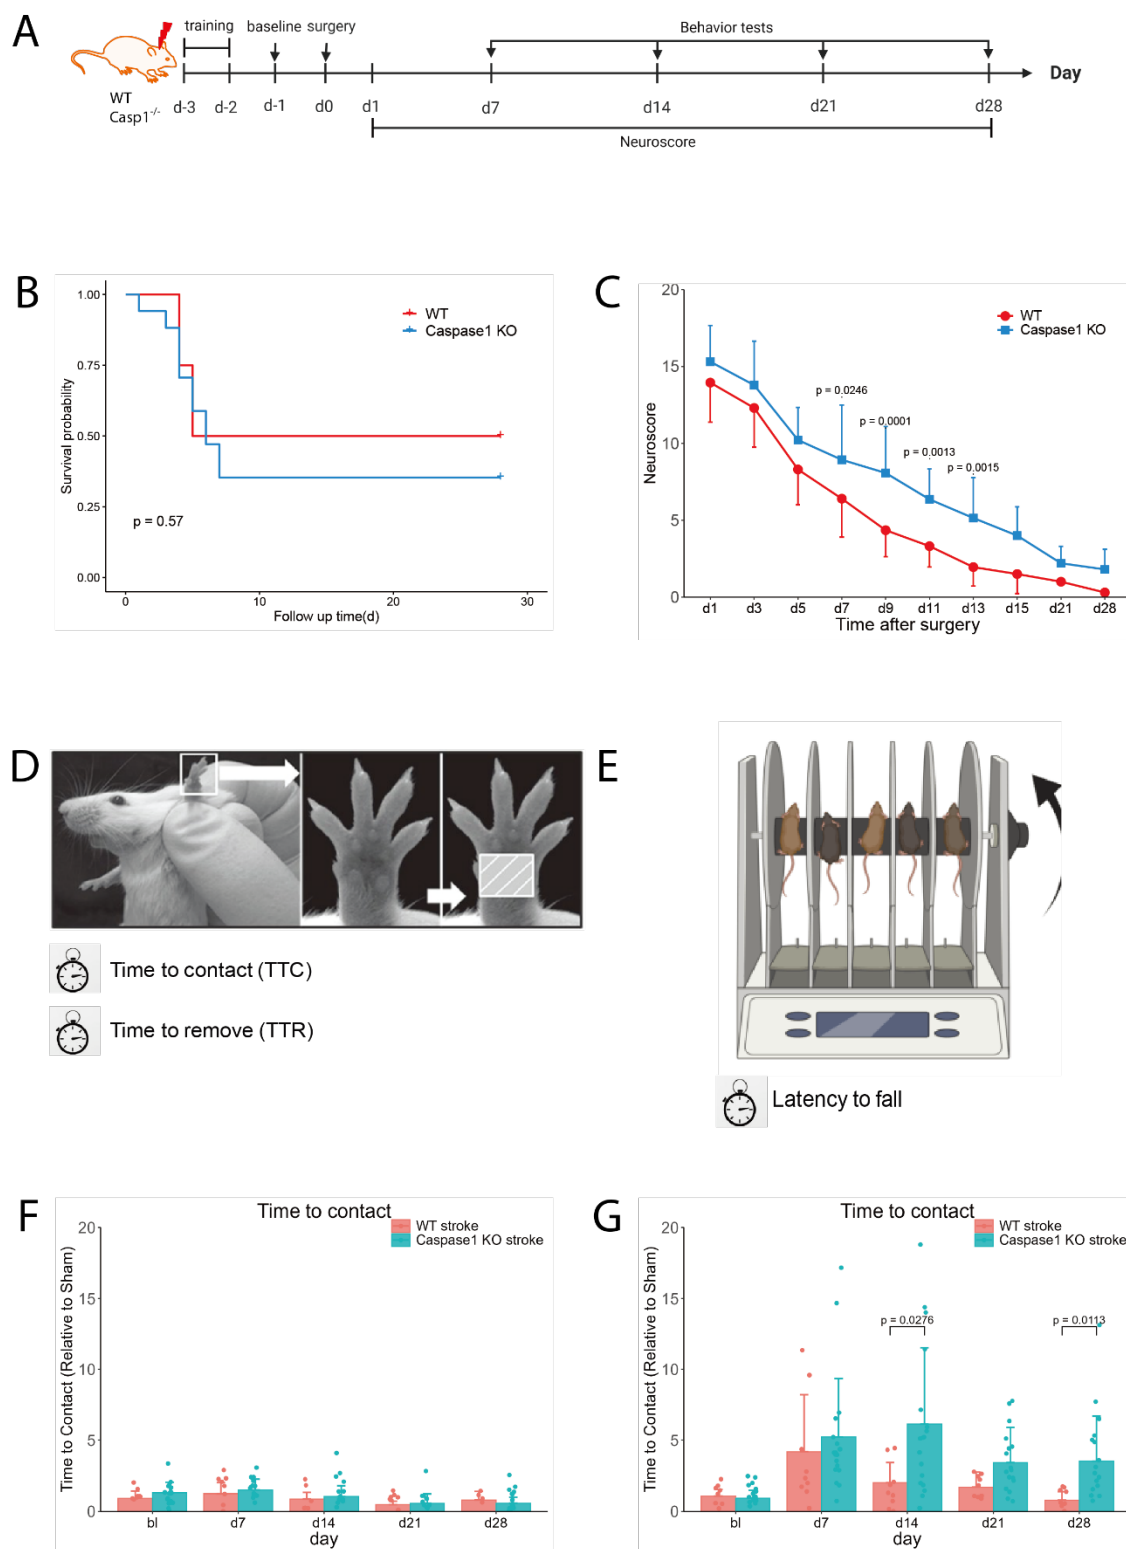 A
training
baseline surgery
Behavior tests
Day
WT
Casp1-/-
d-3
d-2
d-1
d0
d1
d7
d14
d21
d28
Neuroscore
B
1.00
0.75
0.50
0.25
0.00
Survival probability
WT
Caspase1 KO
p = 0.57
0
10
20
30
Follow up time(d)
C
20
15
10
5
0
Neuroscore
WT
Caspase1 KO
p = 0.0246
p = 0.0001
p = 0.0013
p = 0.0015
d1
d3
d5
d7
d9
d11
d13
d15
d21
d28
Time after surgery
D
Time to contact (TTC)
Time to remove (TTR)
E
Latency to fall
F
Time to contact
WT stroke
Caspase1 KO stroke
20
15
10
5
0
Time to Contact (Relative to Sham)
bl
d7
d14
d21
d28
day
G
Time to contact
WT stroke
Caspase1 KO stroke
20
15
10
5
0
Time to Contact (Relative to Sham)
p = 0.0276
p = 0.0113
bl
d7
d14
d21
d28
day